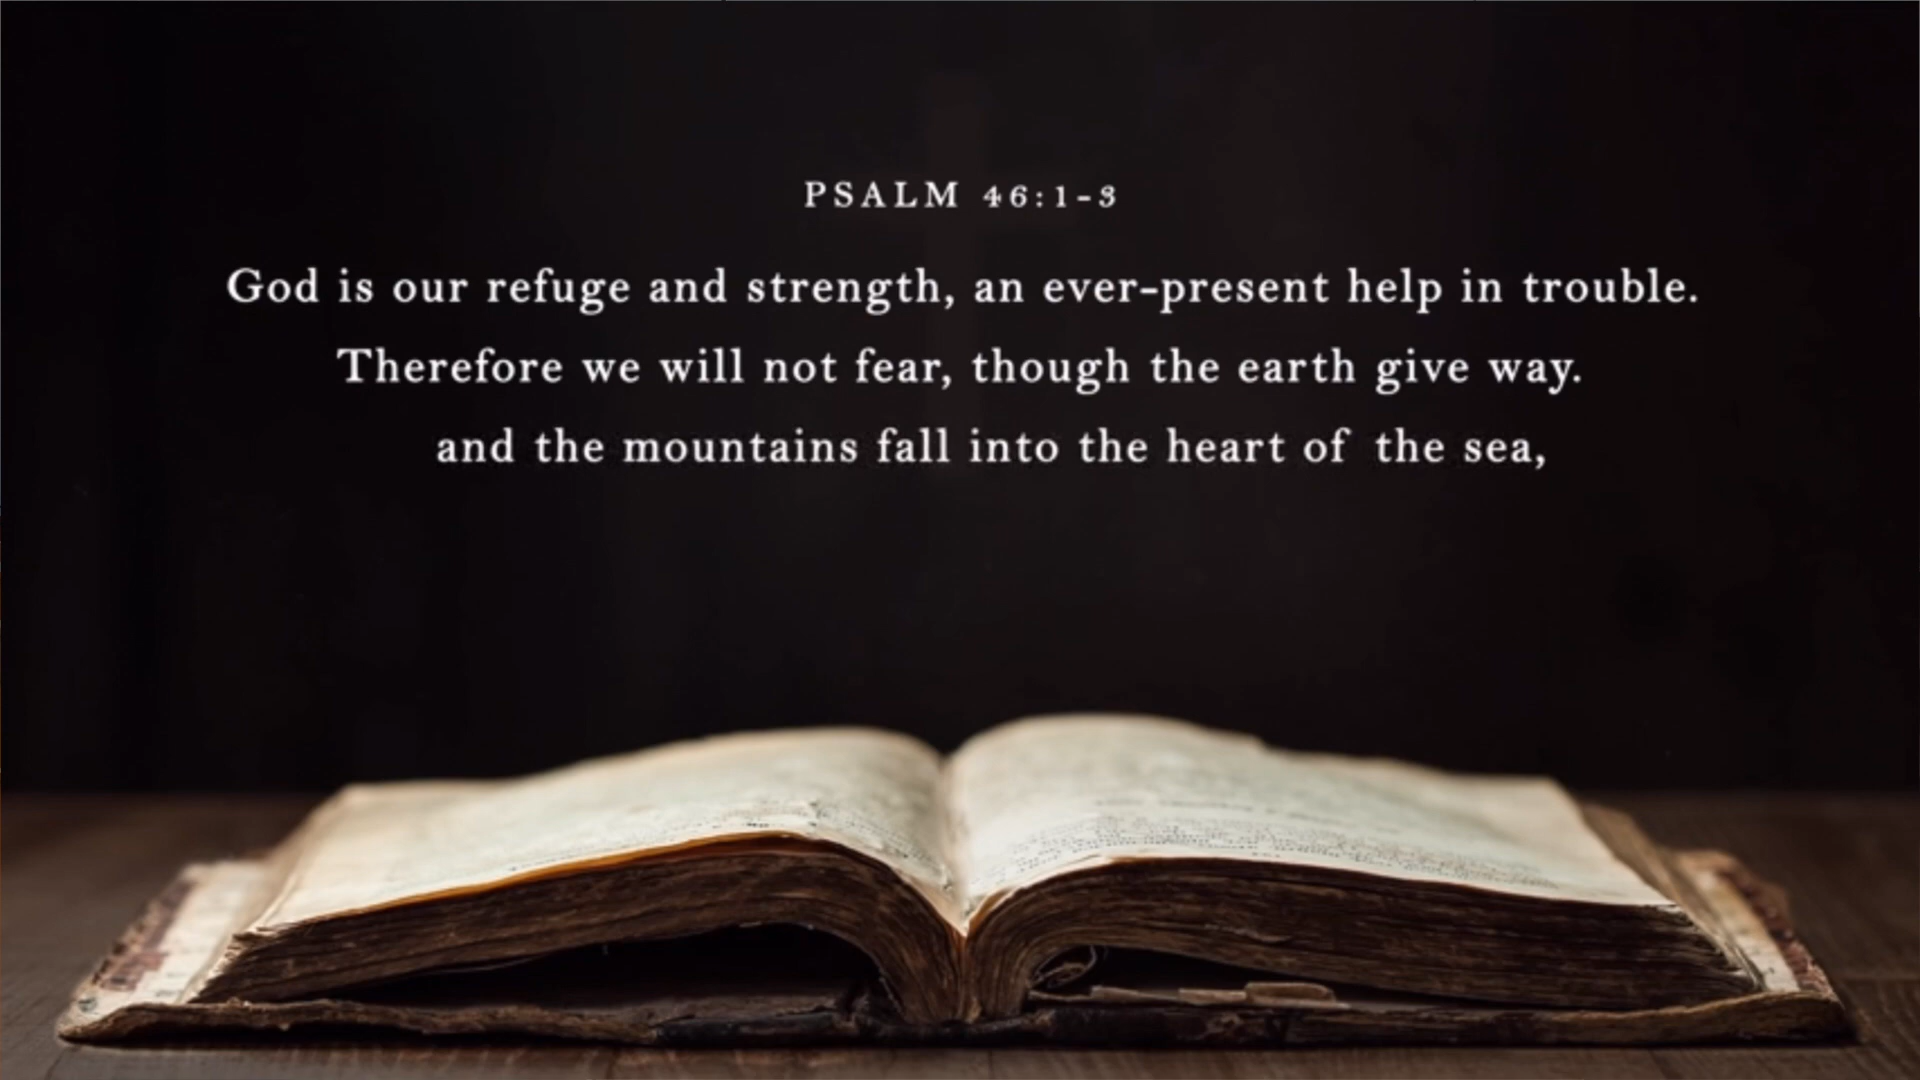 PSALM 46:1-3
God is our refuge and strength, an ever-present help in trouble.
Therefore we will not fear, though the earth give way.
and the mountains fall into the heart of the sea,